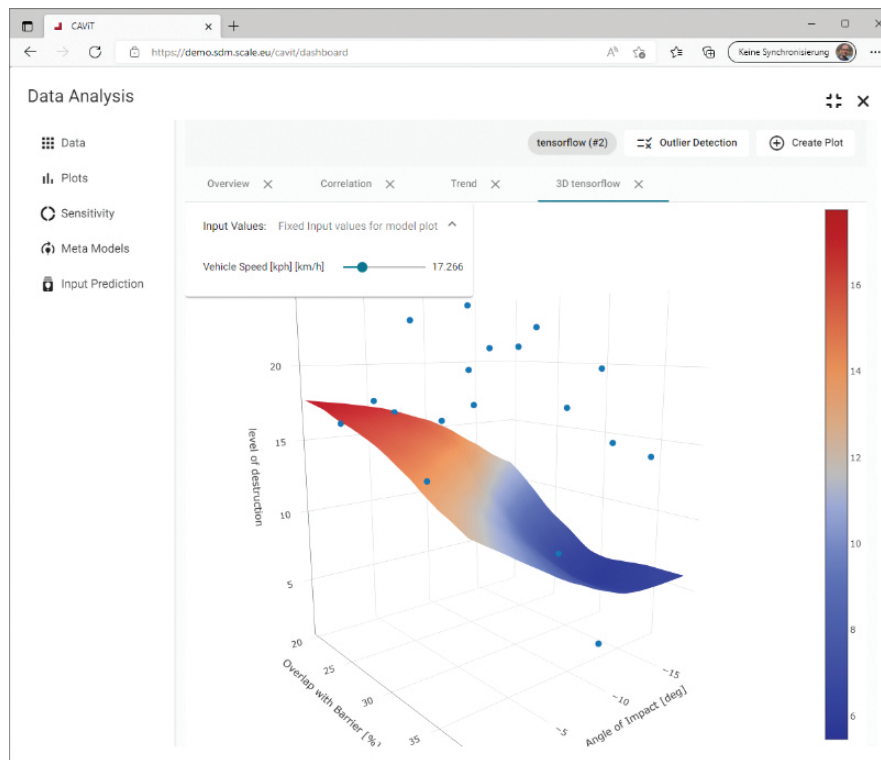 CAViT
https://demo.sdm.scale.eu/cavit/dashboard
Keine Synchronisierung
Data Analysis
Data
Plots
Sensitivity
Meta Models
Input Prediction
tensorflow (#2)
Outlier Detection
Create Plot
Overview
Correlation
Trend
3D tensorflow
Input Values: Fixed Input values for model plot
Vehicle Speed [kph] [km/h]
17.266
20
15
10
5
level of destruction
20
25
30
35
Overlap with Barrier [%]
−15
−10
−5
Angle of Impact [deg]
16
14
12
10
8
6